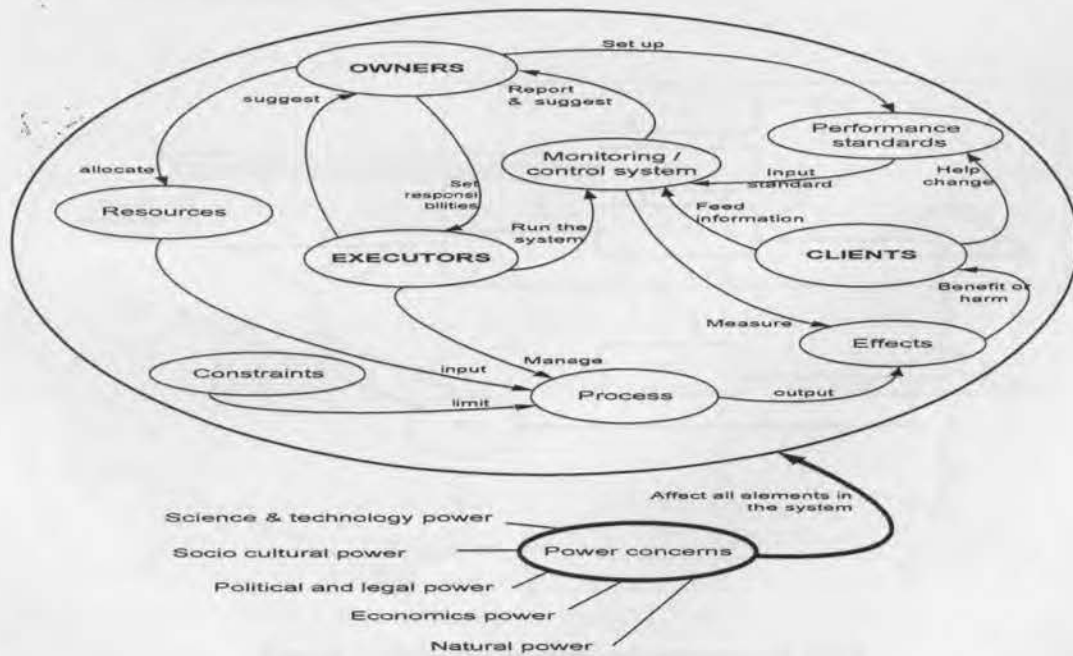 Set up
OWNERS
suggest
Report
& suggest
Performance
standards
Monitoring /
control system
allocate
Set
responsi
bilities
input
standard
Help
change
Resources
Feed
information
Run the
system
EXECUTORS
CLIENTS
Benefit or
harm
Measure
Effects
Manage
Constraints
input
Process
output
limit
Affect all elements in
the system
Science & technology power
Socio cultural power
Power concerns
Political and legal power
Economics power
Natural power